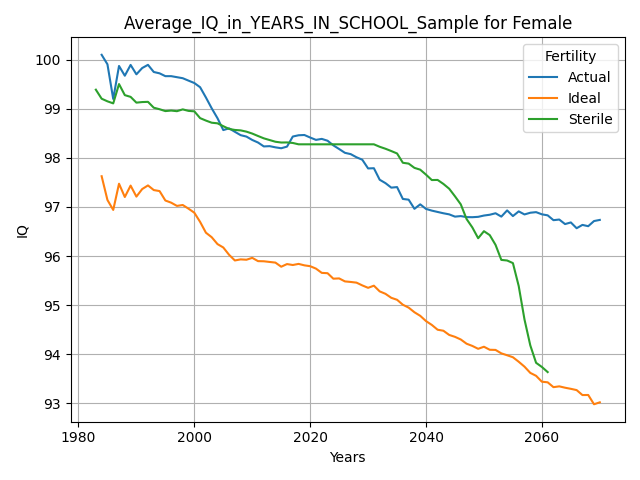 Average_IQ_in_YEARS_IN_SCHOOL_Sample for Female
Fertility
Actual
Ideal
Sterile
IQ
100
99
98
97
96
95
94
93
1980
2000
2020
2040
2060
Years